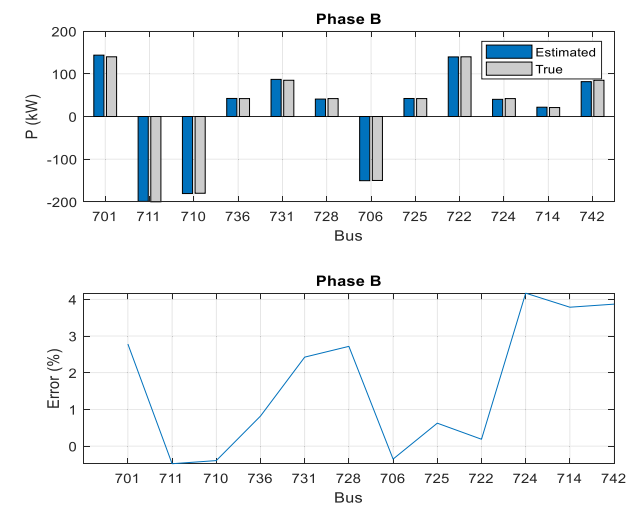 Phase B
200
100
0
-100
-200
P (kW)
Estimated
True
701 711 710 736 731 728 706 725 722 724 714 742
Bus
Phase B
4
3
2
1
0
Error (%)
701 711 710 736 731 728 706 725 722 724 714 742
Bus